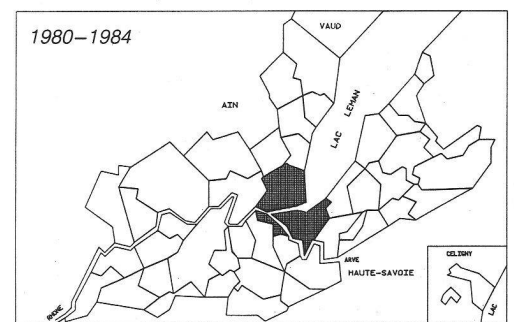 1980–1984
VAUD
AIN
LAC LEMAN
ARVE
HAUTE-SAVOIE
RHONE
CELIGNY
LAC